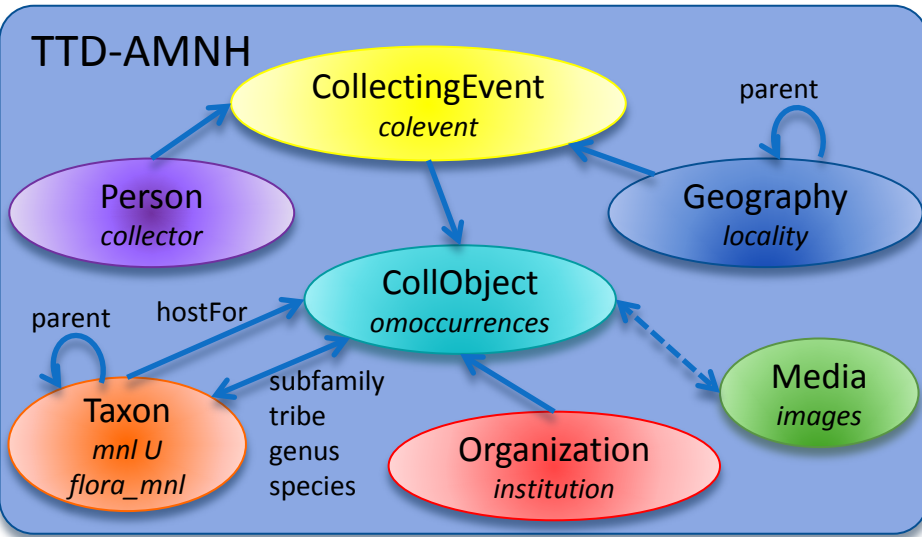 TTD-AMNH
CollectingEvent
colevent
parent
Person
collector
Geography
locality
CollObject
omoccurrences
parent
hostFor
Taxon
mnl U
flora_mnl
subfamily
tribe
genus
species
Organization
institution
Media
images